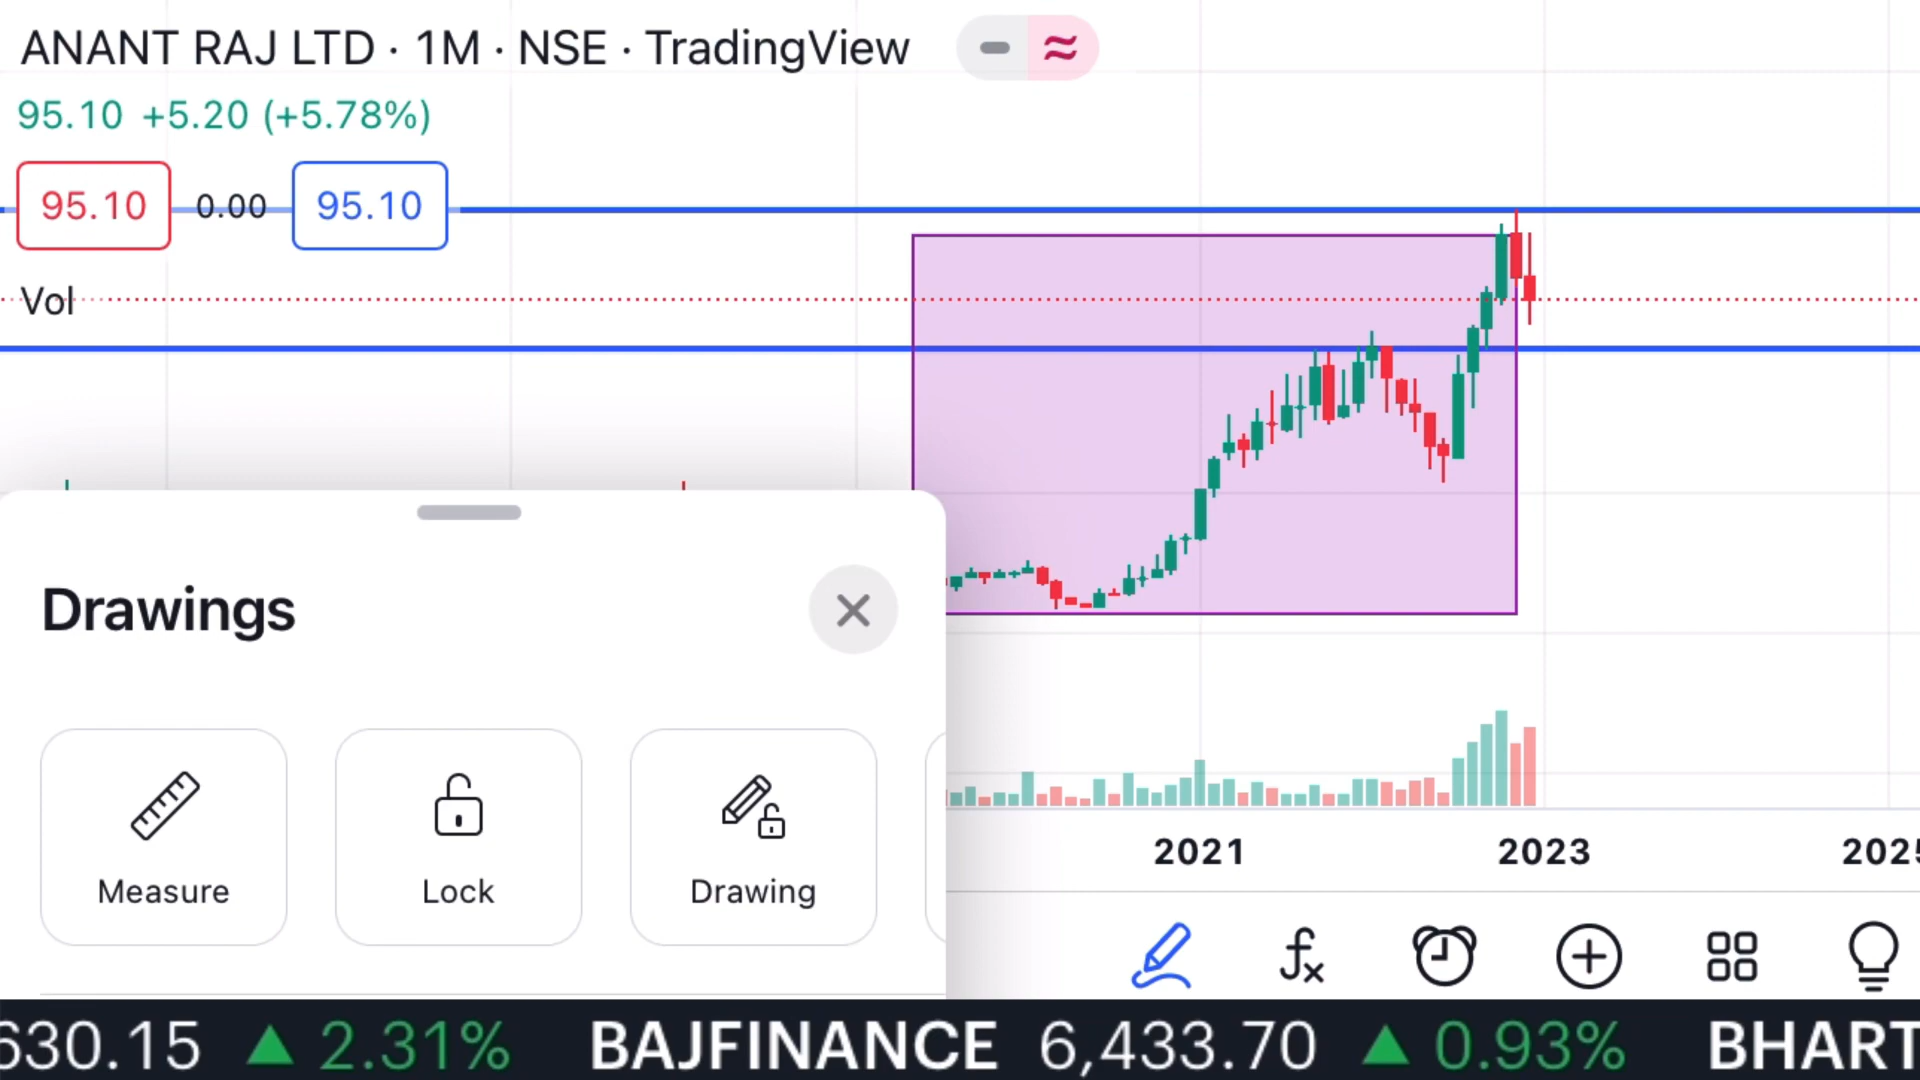 ANANT RAJ LTD · 1M · NSE · TradingView
95.10 +5.20 (+5.78%)
95.10 0.00 95.10
Vol
Drawings
Measure Lock Drawing
2021 2023 2025
630.15 ▲ 2.31% BAJFINANCE 6,433.70 ▲ 0.93% BHART